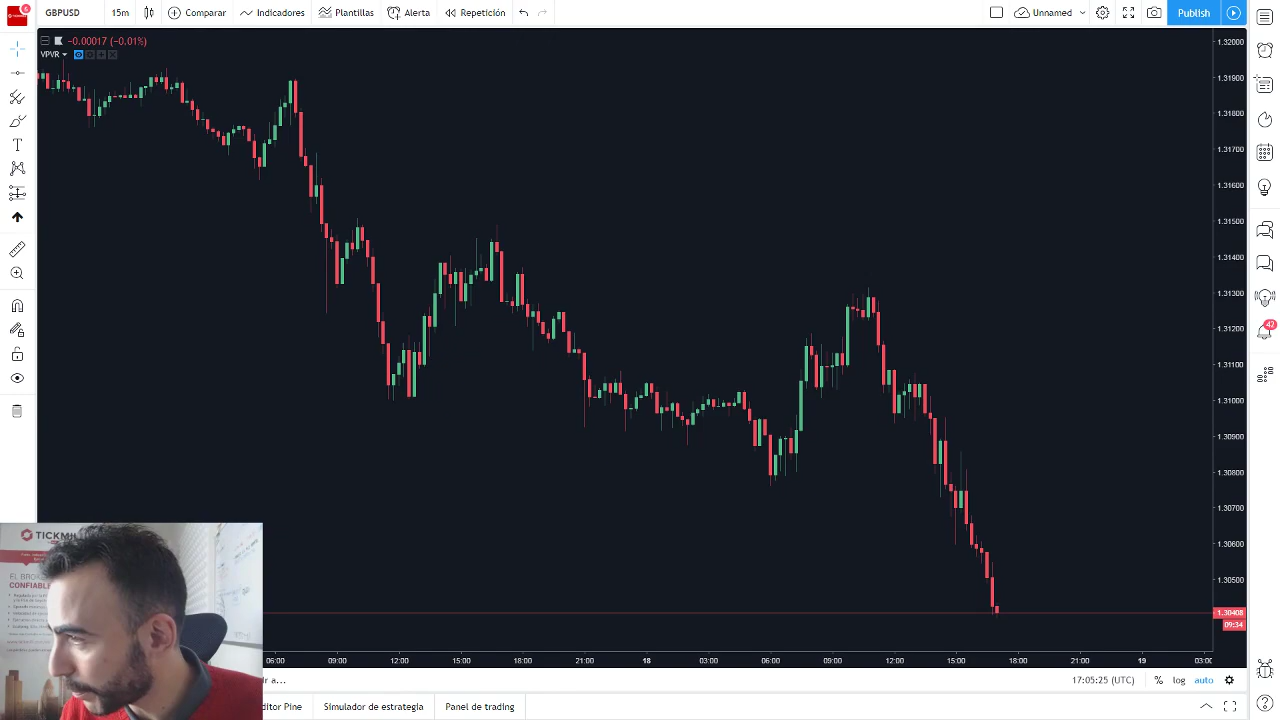 GBPUSD 15m Comparar Indicadores Plantillas Alerta Repetición Unnamed Publish
−0.00017 (−0.01%)
VPVR
1.32000
1.31900
1.31800
1.31700
1.31600
1.31500
1.31400
1.31300
1.31200
1.31100
1.31000
1.30900
1.30800
1.30700
1.30600
1.30500
1.30408
09:34
42
TICKMILL
EL BROKER
CONFIABLE
06:00 09:00 12:00 15:00 18:00 21:00 18 03:00 06:00 09:00 12:00 15:00 18:00 21:00 19 03:00
ir a... 17:05:25 (UTC) % log auto
ditor Pine Simulador de estrategia Panel de trading